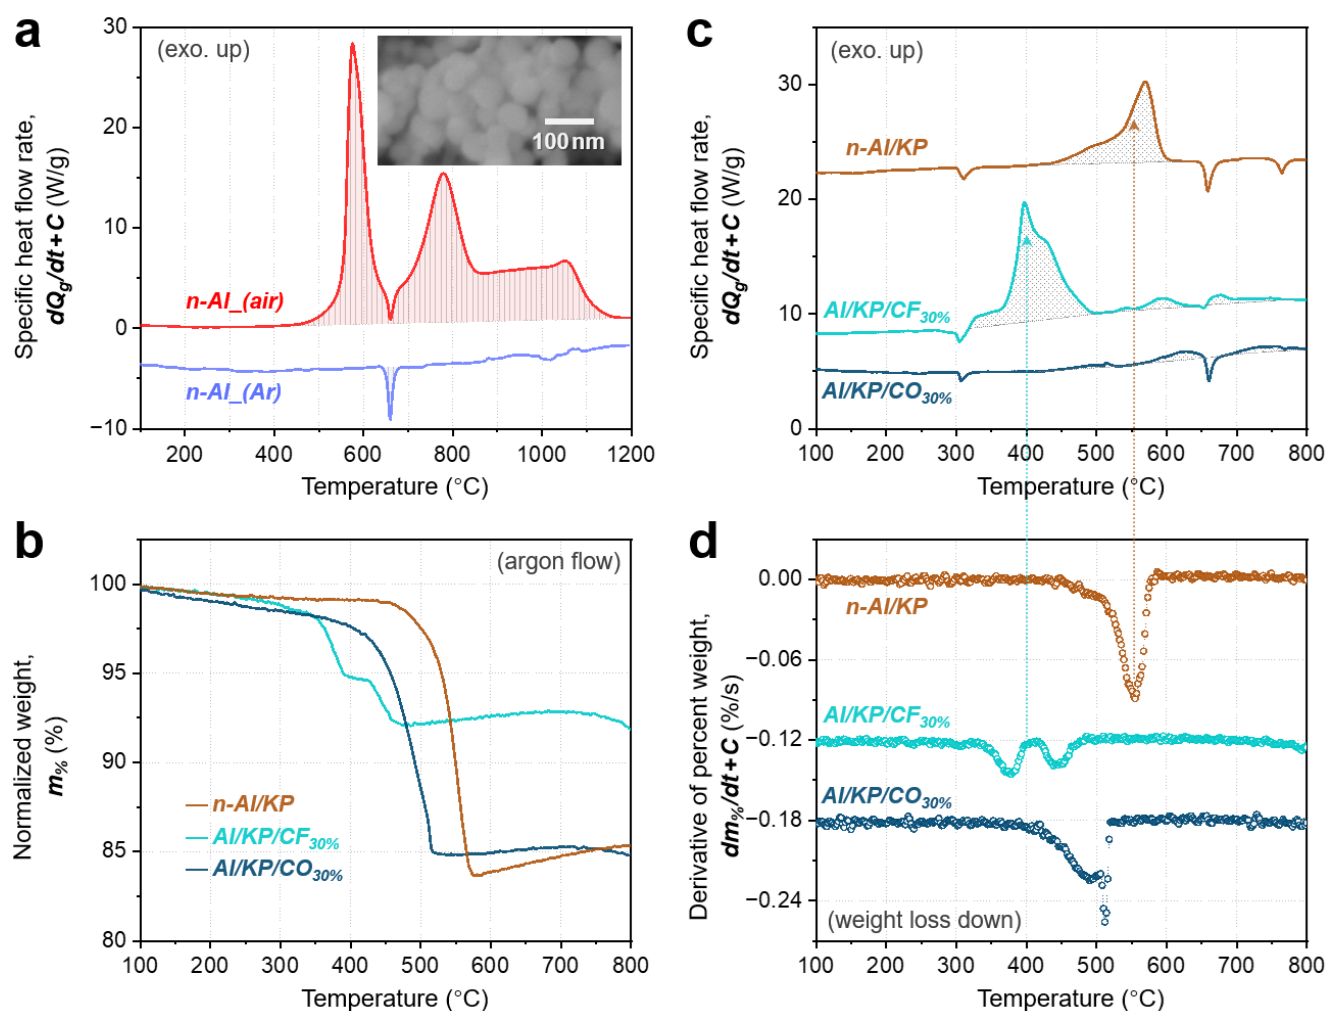 a
(exo. up)
30
20
10
0
−10
Specific heat flow rate,
dQg/dt+C (W/g)
100 nm
n-Al_(air)
n-Al_(Ar)
200 400 600 800 1000 1200
Temperature (°C)
c
(exo. up)
30
20
10
0
Specific heat flow rate,
dQg/dt+C (W/g)
n-Al/KP
Al/KP/CF30%
Al/KP/CO30%
100 200 300 400 500 600 700 800
Temperature (°C)
b
(argon flow)
100
95
90
85
80
Normalized weight,
m% (%)
n-Al/KP
Al/KP/CF30%
Al/KP/CO30%
100 200 300 400 500 600 700 800
Temperature (°C)
d
0.00
−0.06
−0.12
−0.18
−0.24
Derivative of percent weight,
dm%/dt+C (%/s)
n-Al/KP
Al/KP/CF30%
Al/KP/CO30%
(weight loss down)
100 200 300 400 500 600 700 800
Temperature (°C)